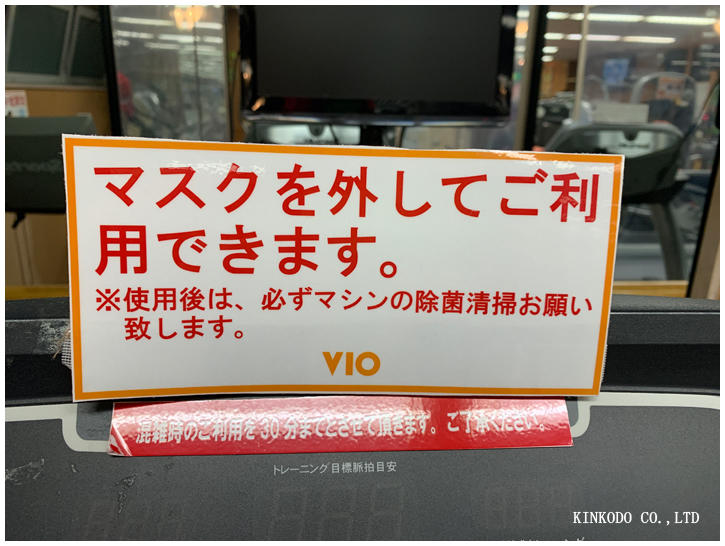 マスクを外してご利
用できます。
※使用後は、必ずマシンの除菌清掃お願い
致します。
VIO
混雑時のご利用を30分までとさせて頂きます。ご了承ください。
トレーニング目標脈拍目安
KINKODO CO.,LTD